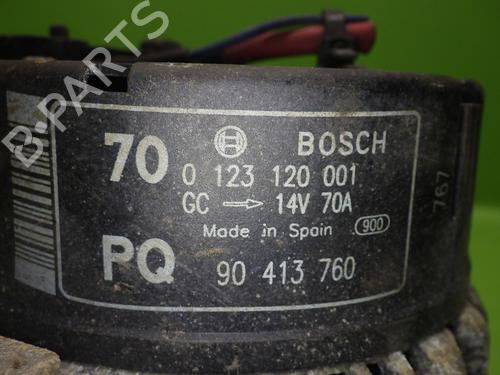 70 BOSCH
0 123 120 001
GC → 14V 70A
Made in Spain 900
PQ 90 413 760
767
B-PARTS